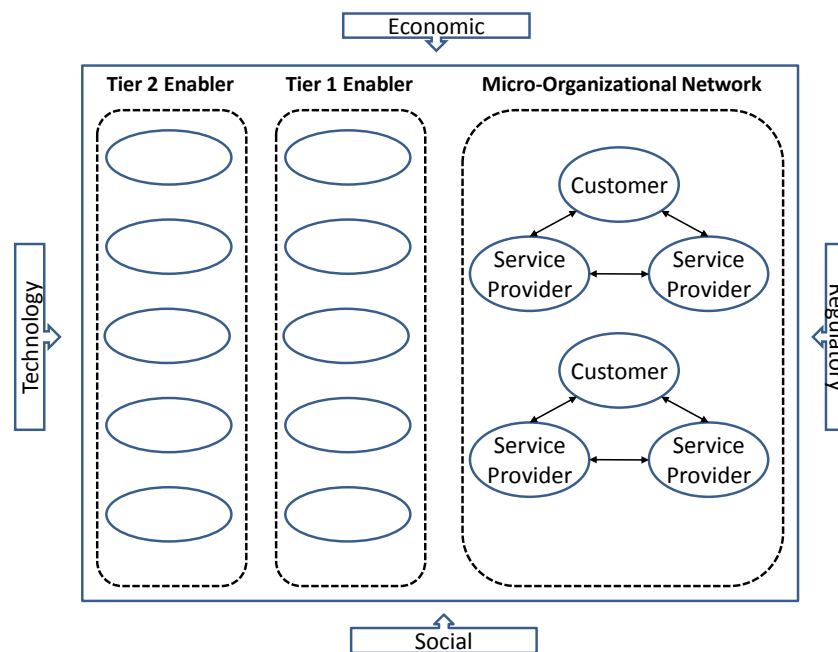 Economic
Tier 2 Enabler
Tier 1 Enabler
Micro-Organizational Network
Customer
Service
Provider
Service
Provider
Technology
Regulatory
Customer
Service
Provider
Service
Provider
Social